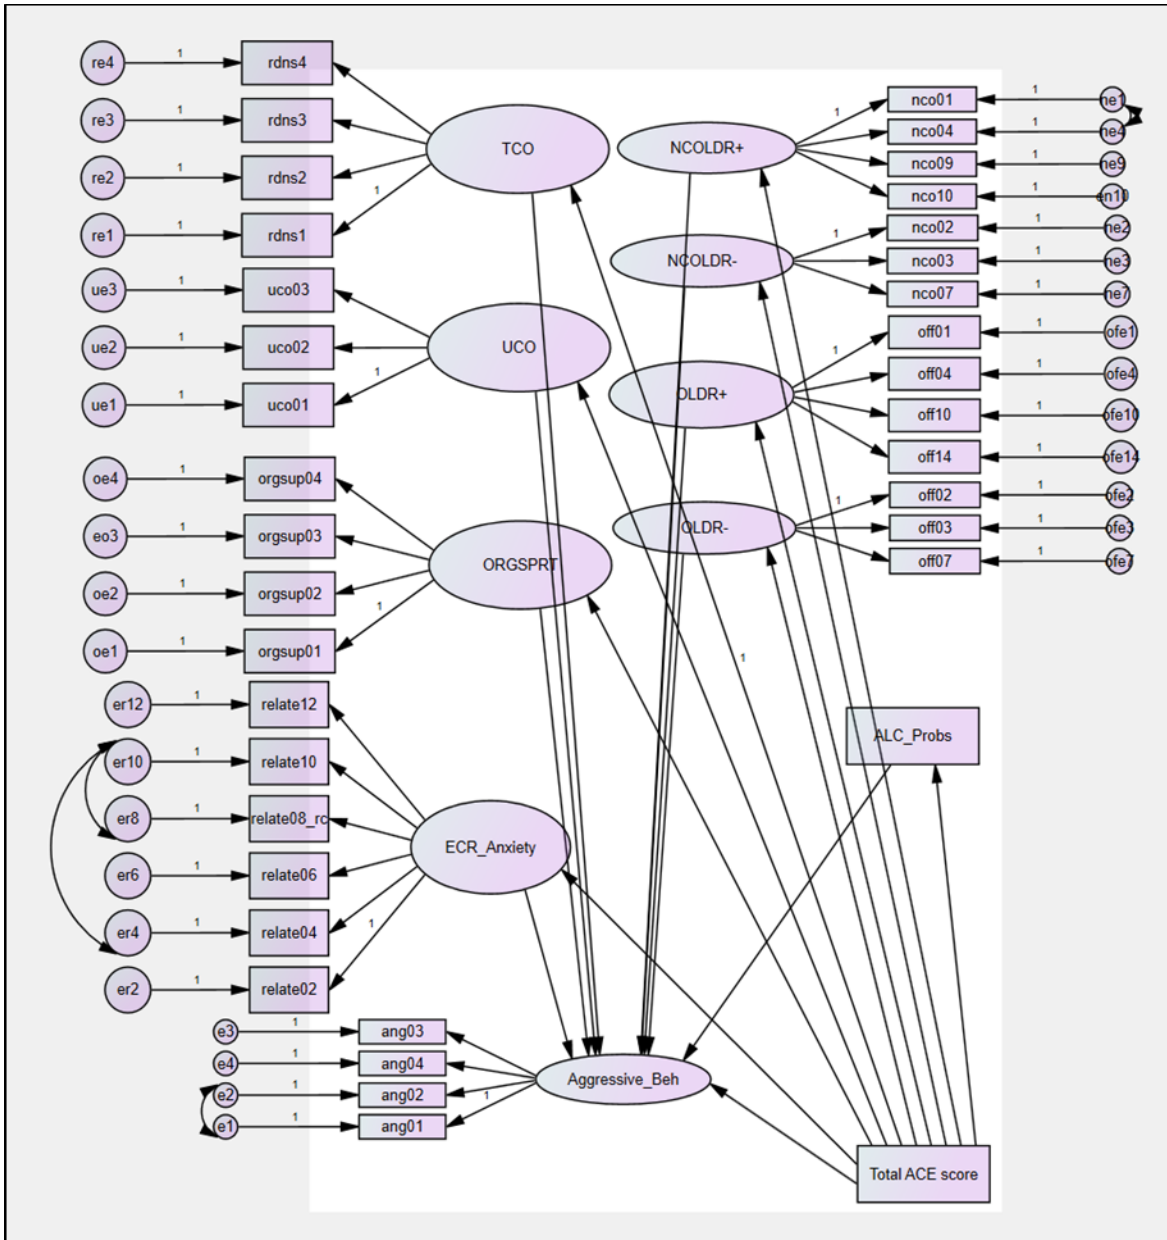 re4 1 rdns4
re3 1 rdns3
re2 1 rdns2
re1 1 rdns1
1
TCO
ue3 1 uco03
ue2 1 uco02
ue1 1 uco01
1
UCO
oe4 1 orgsup04
eo3 1 orgsup03
oe2 1 orgsup02
oe1 1 orgsup01
1
ORGSPRT
er12 1 relate12
er10 1 relate10
er8 1 relate08_rc
er6 1 relate06
er4 1 relate04
er2 1 relate02
1
ECR_Anxiety
e3 1 ang03
e4 1 ang04
e2 1 ang02
e1 1 ang01
1
Aggressive_Beh
NCOLDR+
1
nco01 1 ne1
nco04 1 ne4
nco09 1 ne9
nco10 1 en10
NCOLDR-
1
nco02 1 ne2
nco03 1 ne3
nco07 1 ne7
OLDR+
1
off01 1 ofe1
off04 1 ofe4
off10 1 ofe10
off14 1 ofe14
OLDR-
1
off02 1 ofe2
off03 1 ofe3
off07 1 ofe7
1
ALC_Probs
Total ACE score